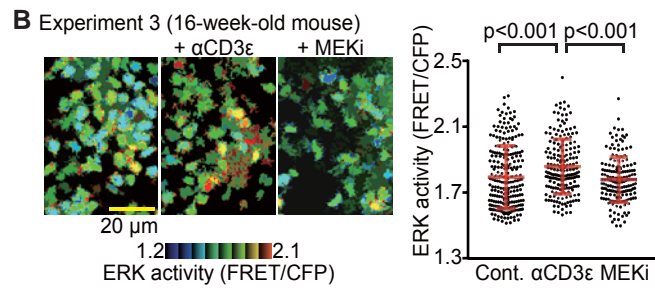 B Experiment 3 (16-week-old mouse)
+ αCD3ε + MEKi
20 μm
1.2 2.1
ERK activity (FRET/CFP)
p<0.001 p<0.001
ERK activity (FRET/CFP)
2.5
2.1
1.7
1.3
Cont. αCD3ε MEKi